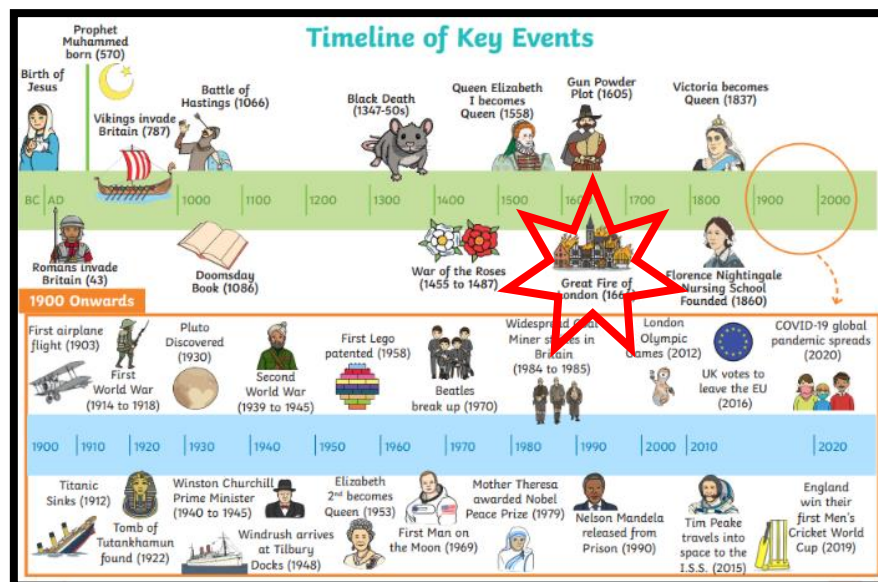 Timeline of Key Events
Prophet
Muhammed
born (570)
Birth of
Jesus
Vikings invade
Britain (787)
Battle of
Hastings (1066)
Black Death
(1347-50s)
Queen Elizabeth
I becomes
Queen (1558)
Gun Powder
Plot (1605)
Victoria becomes
Queen (1837)
BC AD 1000 1100 1200 1300 1400 1500 1600 1700 1800 1900 2000
Romans invade
Britain (43)
Doomsday
Book (1086)
War of the Roses
(1455 to 1487)
Great Fire of
London
Florence Nightingale
Nursing School
Founded (1860)
1900 Onwards
First airplane
flight (1903)
First
World War
(1914 to 1918)
Pluto
Discovered
(1930)
Second
World War
(1939 to 1945)
First Lego
patented (1958)
Beatles
break up (1970)
Widespread
Miner in
Britain
(1984 to 1985)
London
Olympic
Games (2012)
UK votes to
leave the EU
(2016)
COVID-19 global
pandemic spreads
(2020)
1900 1910 1920 1930 1940 1950 1960 1970 1980 1990 2000 2010 2020
Titanic
Sinks (1912)
Tomb of
Tutankhamun
found (1922)
Winston Churchill
Prime Minister
(1940 to 1945)
Windrush arrives
at Tilbury
Docks (1948)
Elizabeth
2nd becomes
Queen (1953)
First Man on
the Moon (1969)
Mother Theresa
awarded Nobel
Peace Prize (1979)
Nelson Mandela
released from
Prison (1990)
Tim Peake
travels into
space to the
I.S.S. (2015)
England
win their
first Men's
Cricket World
Cup (2019)